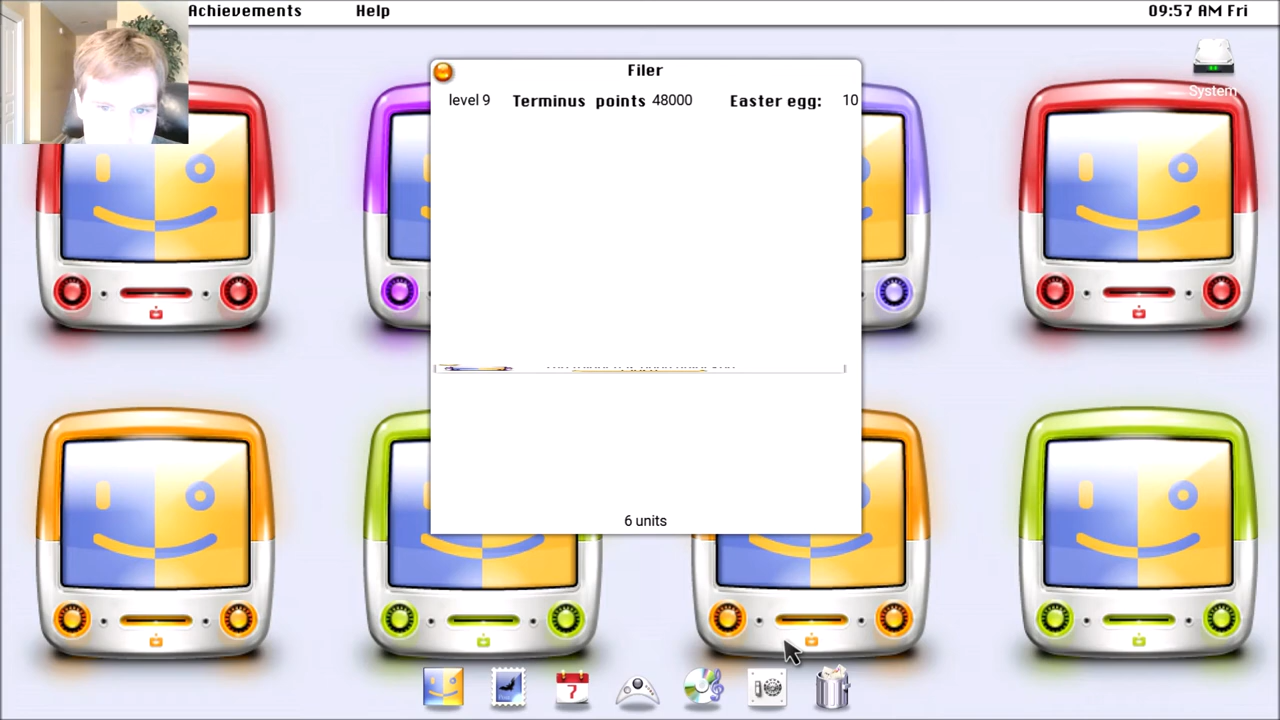 Achievements Help 09:57 AM Fri
Filer
level 9 Terminus points 48000 Easter egg: 10
System
6 units
7